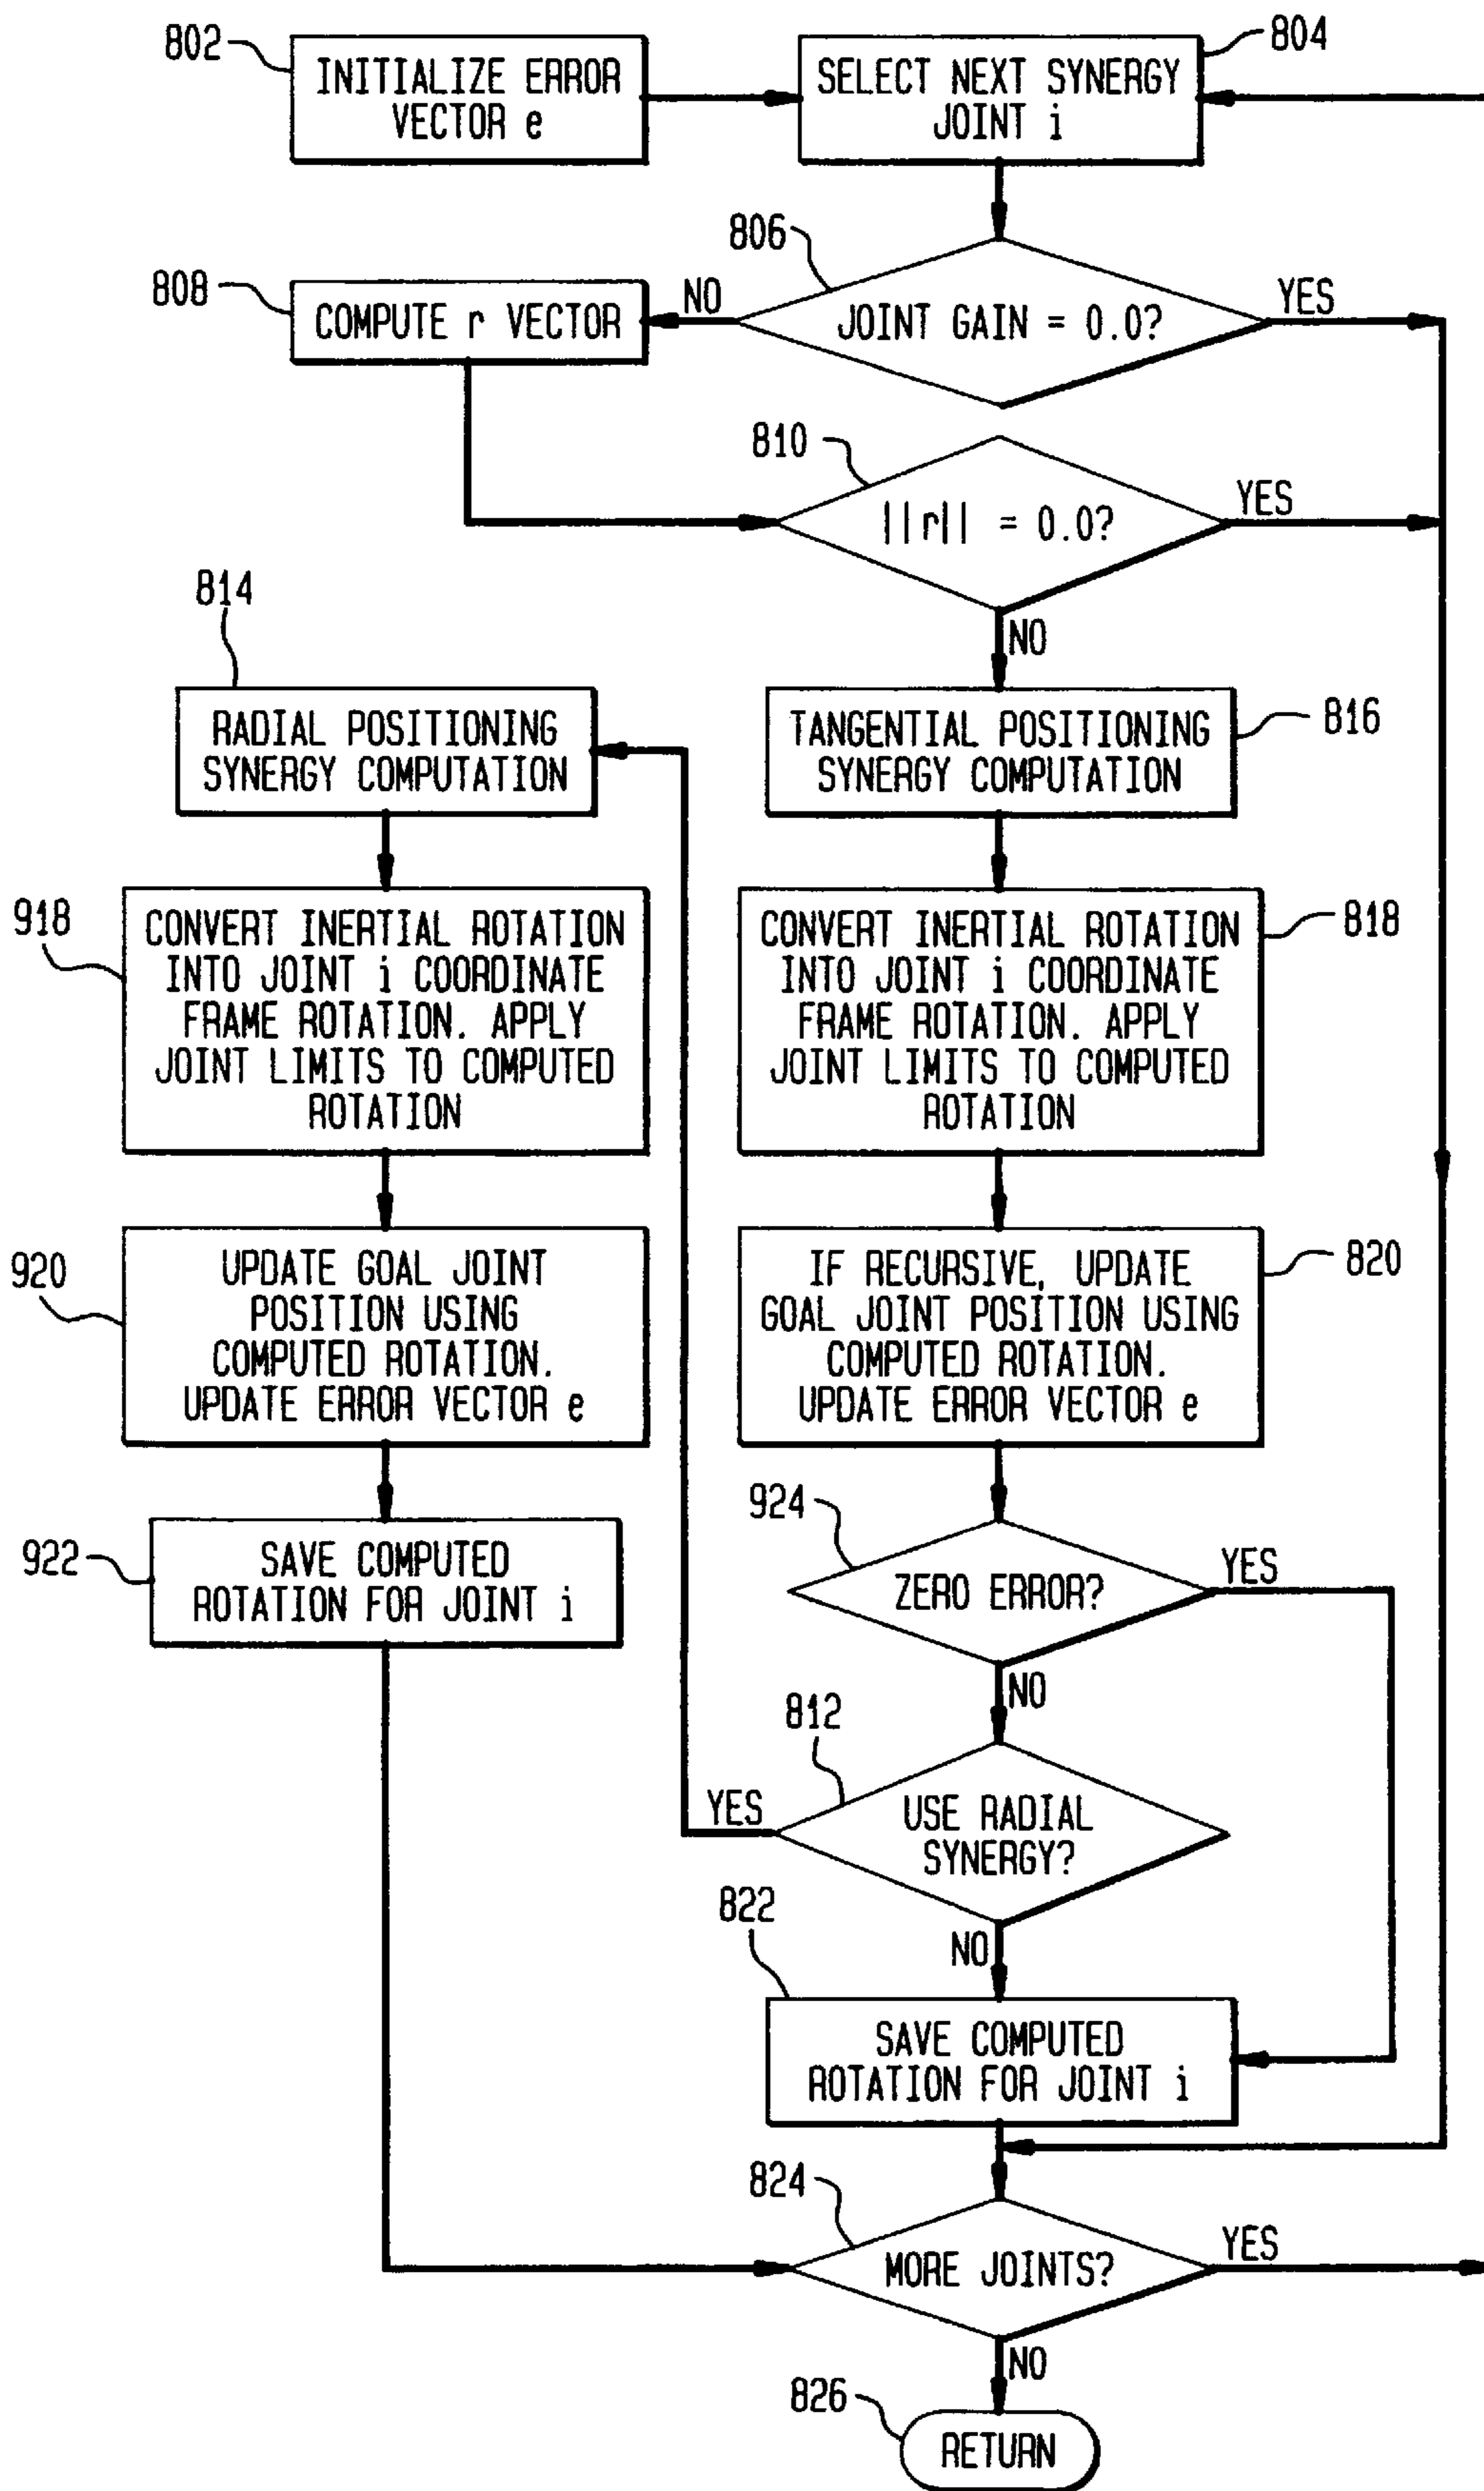 802
INITIALIZE ERROR
VECTOR e
804
SELECT NEXT SYNERGY
JOINT i
806
JOINT GAIN = 0.0?
NO
YES
808
COMPUTE r VECTOR
810
||r|| = 0.0?
YES
NO
814
RADIAL POSITIONING
SYNERGY COMPUTATION
816
TANGENTIAL POSITIONING
SYNERGY COMPUTATION
918
CONVERT INERTIAL ROTATION
INTO JOINT i COORDINATE
FRAME ROTATION. APPLY
JOINT LIMITS TO COMPUTED
ROTATION
818
CONVERT INERTIAL ROTATION
INTO JOINT i COORDINATE
FRAME ROTATION. APPLY
JOINT LIMITS TO COMPUTED
ROTATION
920
UPDATE GOAL JOINT
POSITION USING
COMPUTED ROTATION.
UPDATE ERROR VECTOR e
820
IF RECURSIVE, UPDATE
GOAL JOINT POSITION USING
COMPUTED ROTATION.
UPDATE ERROR VECTOR e
922
SAVE COMPUTED
ROTATION FOR JOINT i
924
ZERO ERROR?
YES
NO
812
USE RADIAL
SYNERGY?
YES
NO
822
SAVE COMPUTED
ROTATION FOR JOINT i
824
MORE JOINTS?
YES
NO
826
RETURN